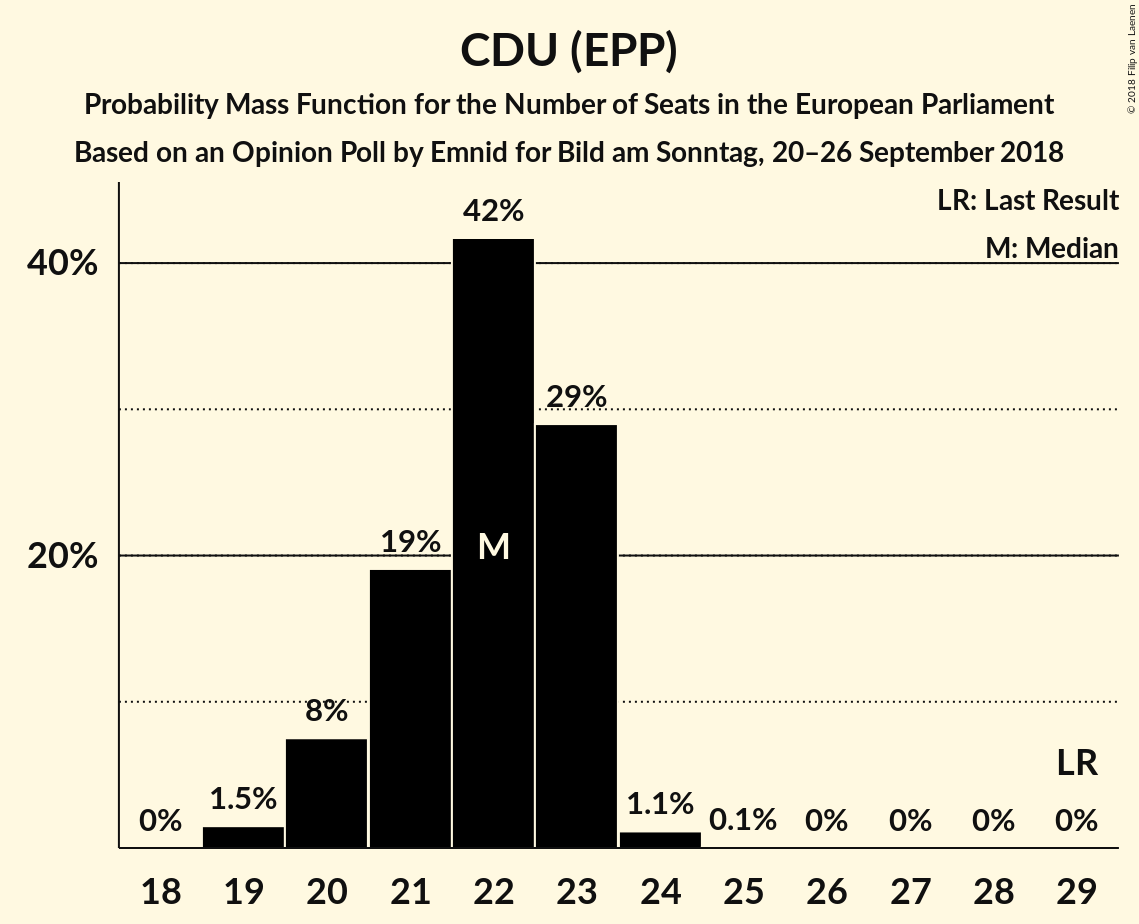 CDU (EPP)
Probability Mass Function for the Number of Seats in the European Parliament
Based on an Opinion Poll by Emnid for Bild am Sonntag, 20–26 September 2018
© 2018 Filip van Laenen
LR: Last Result
M: Median
40%
20%
0%
1.5%
8%
19%
42%
M
29%
1.1%
0.1%
0%
0%
0%
LR
0%
18 19 20 21 22 23 24 25 26 27 28 29